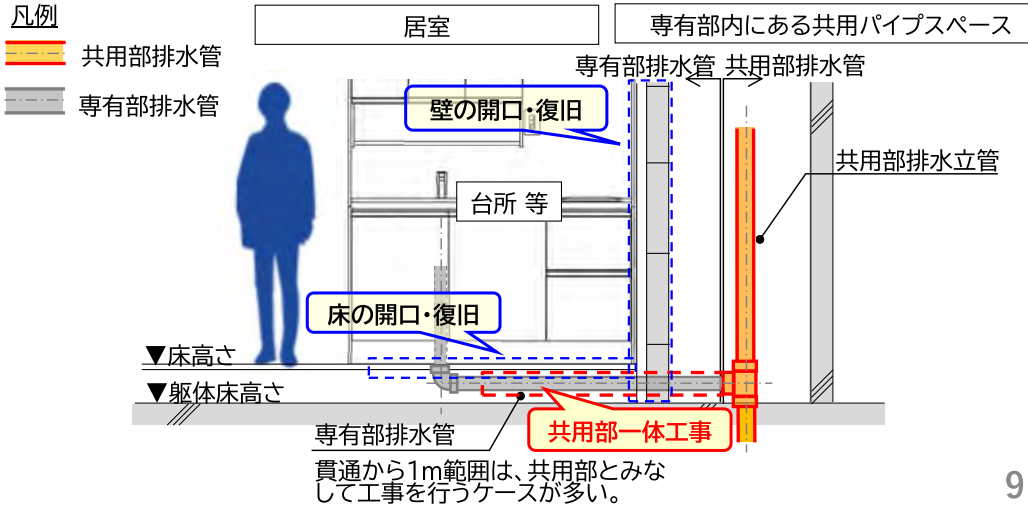 凡例
共用部排水管
専有部排水管
居室
専有部内にある共用パイプスペース
専有部排水管
共用部排水管
壁の開口・復旧
共用部排水立管
台所 等
床の開口・復旧
▼床高さ
▼躯体床高さ
共用部一体工事
専有部排水管
貫通から1m範囲は、共用部とみな
して工事を行うケースが多い。
9